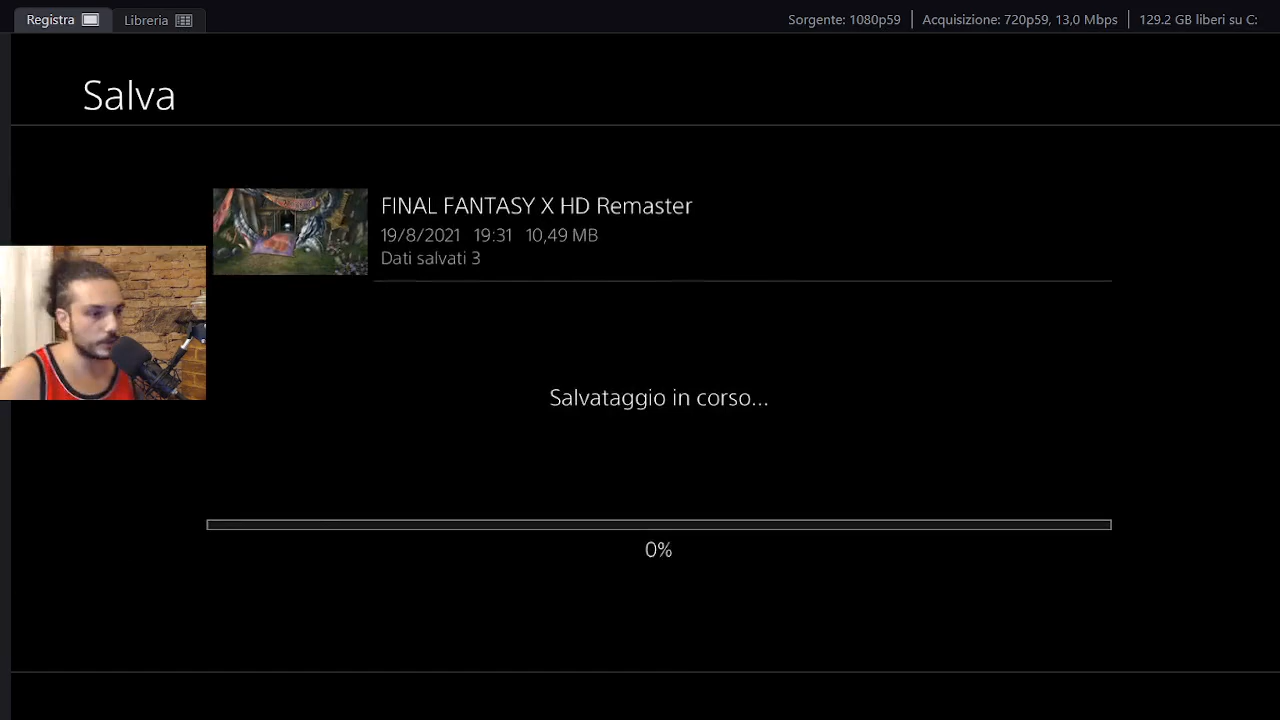 Registra
Libreria
Sorgente: 1080p59
Acquisizione: 720p59, 13,0 Mbps
129.2 GB liberi su C:
Salva
FINAL FANTASY X HD Remaster
19/8/2021 19:31 10,49 MB
Dati salvati 3
Salvataggio in corso...
0%